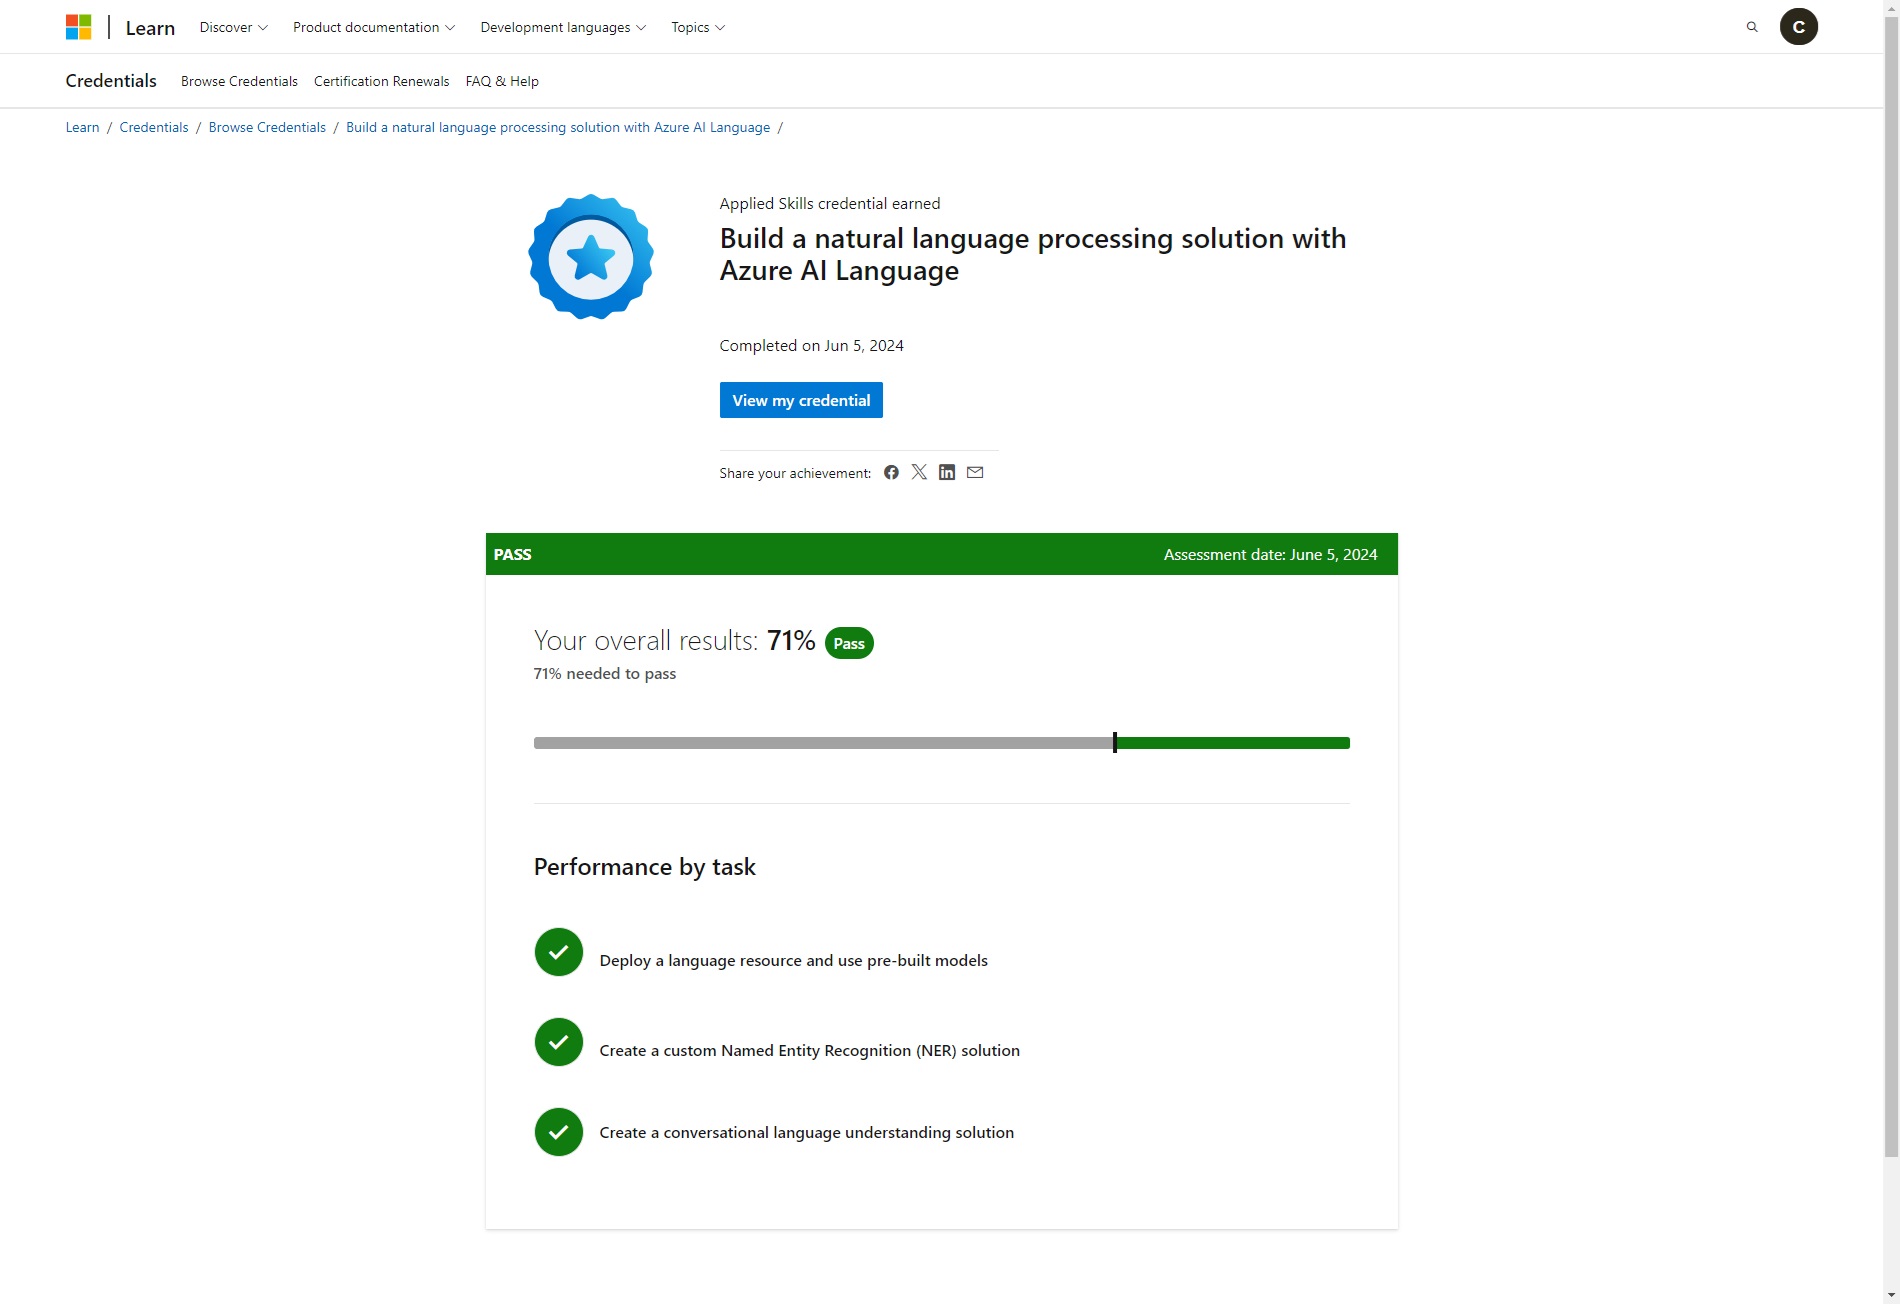 Learn Discover Product documentation Development languages Topics C
Credentials Browse Credentials Certification Renewals FAQ & Help
Learn / Credentials / Browse Credentials / Build a natural language processing solution with Azure AI Language /
Applied Skills credential earned
Build a natural language processing solution with
Azure AI Language
Completed on Jun 5, 2024
View my credential
Share your achievement:
PASS Assessment date: June 5, 2024
Your overall results: 71% Pass
71% needed to pass
Performance by task
Deploy a language resource and use pre-built models
Create a custom Named Entity Recognition (NER) solution
Create a conversational language understanding solution